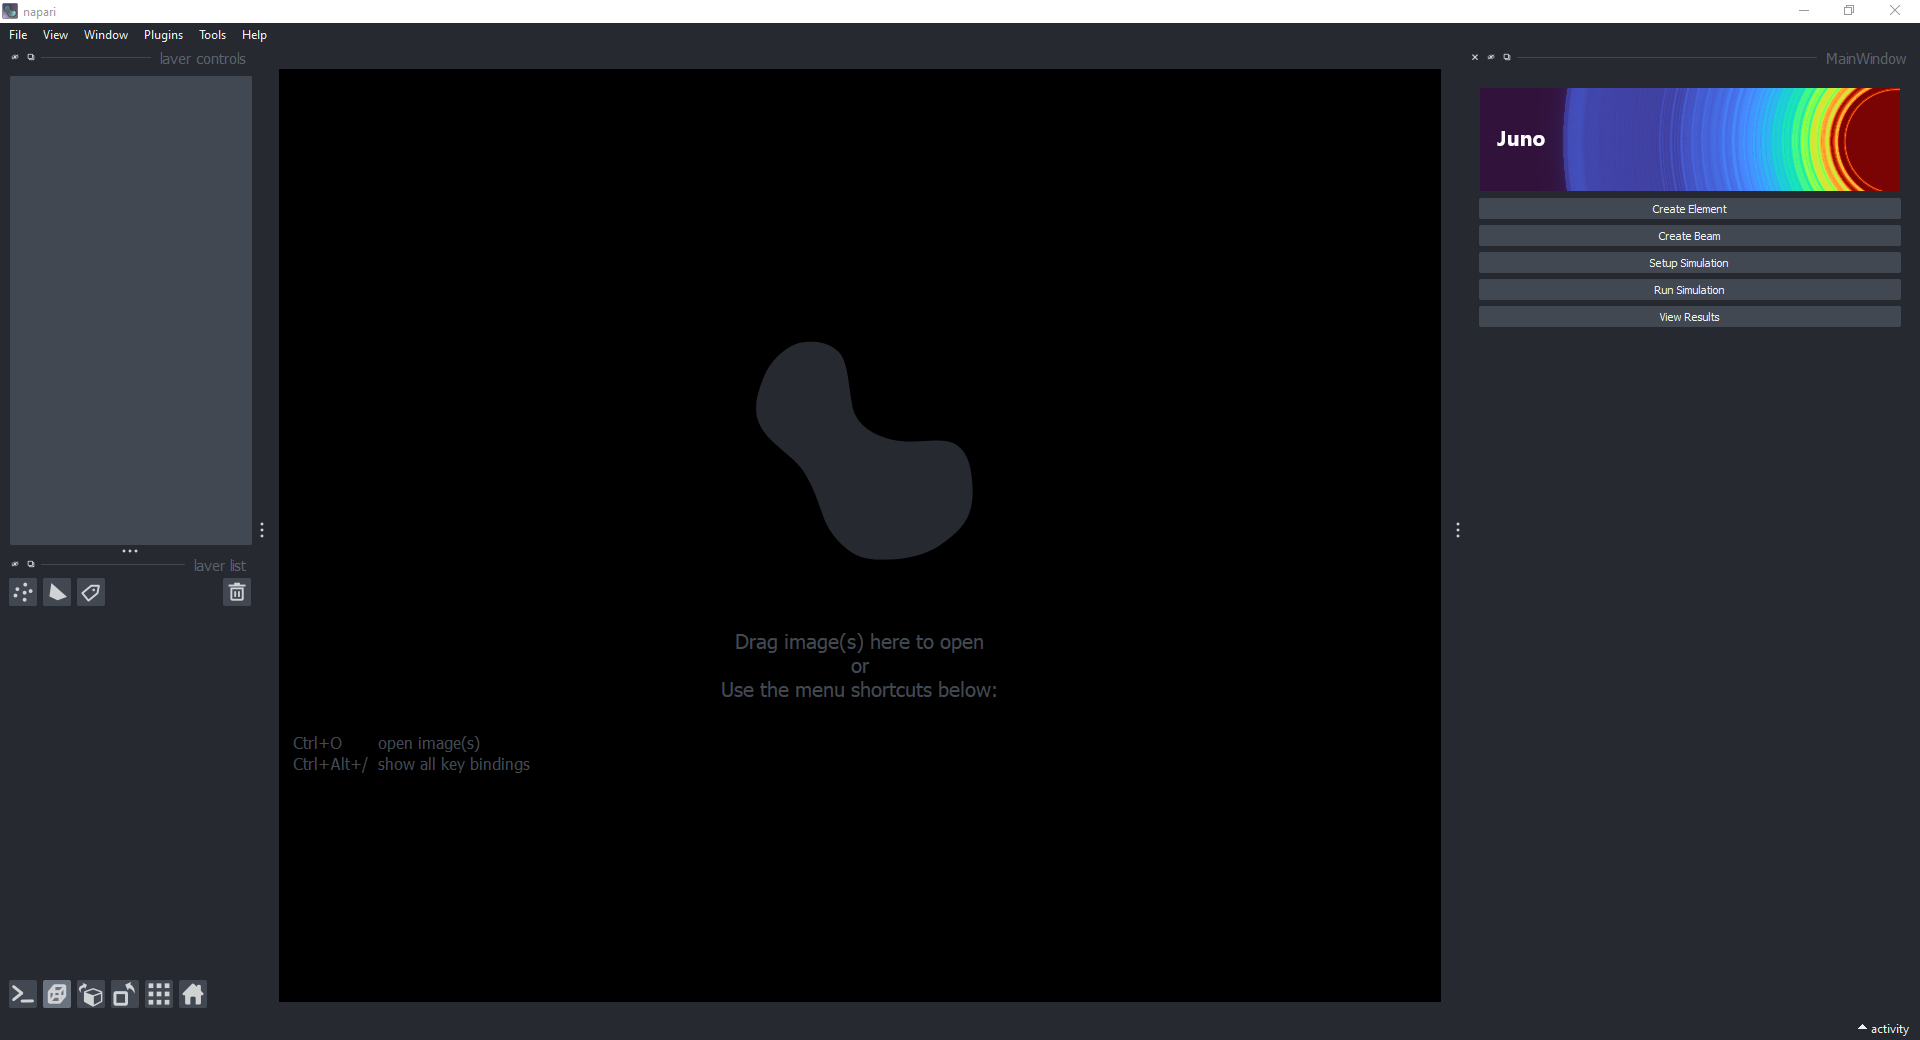 napari
File View Window Plugins Tools Help
layer controls
MainWindow
Juno
Create Element
Create Beam
Setup Simulation
Run Simulation
View Results
layer list
Drag image(s) here to open
or
Use the menu shortcuts below:
Ctrl+O open image(s)
Ctrl+Alt+/ show all key bindings
activity